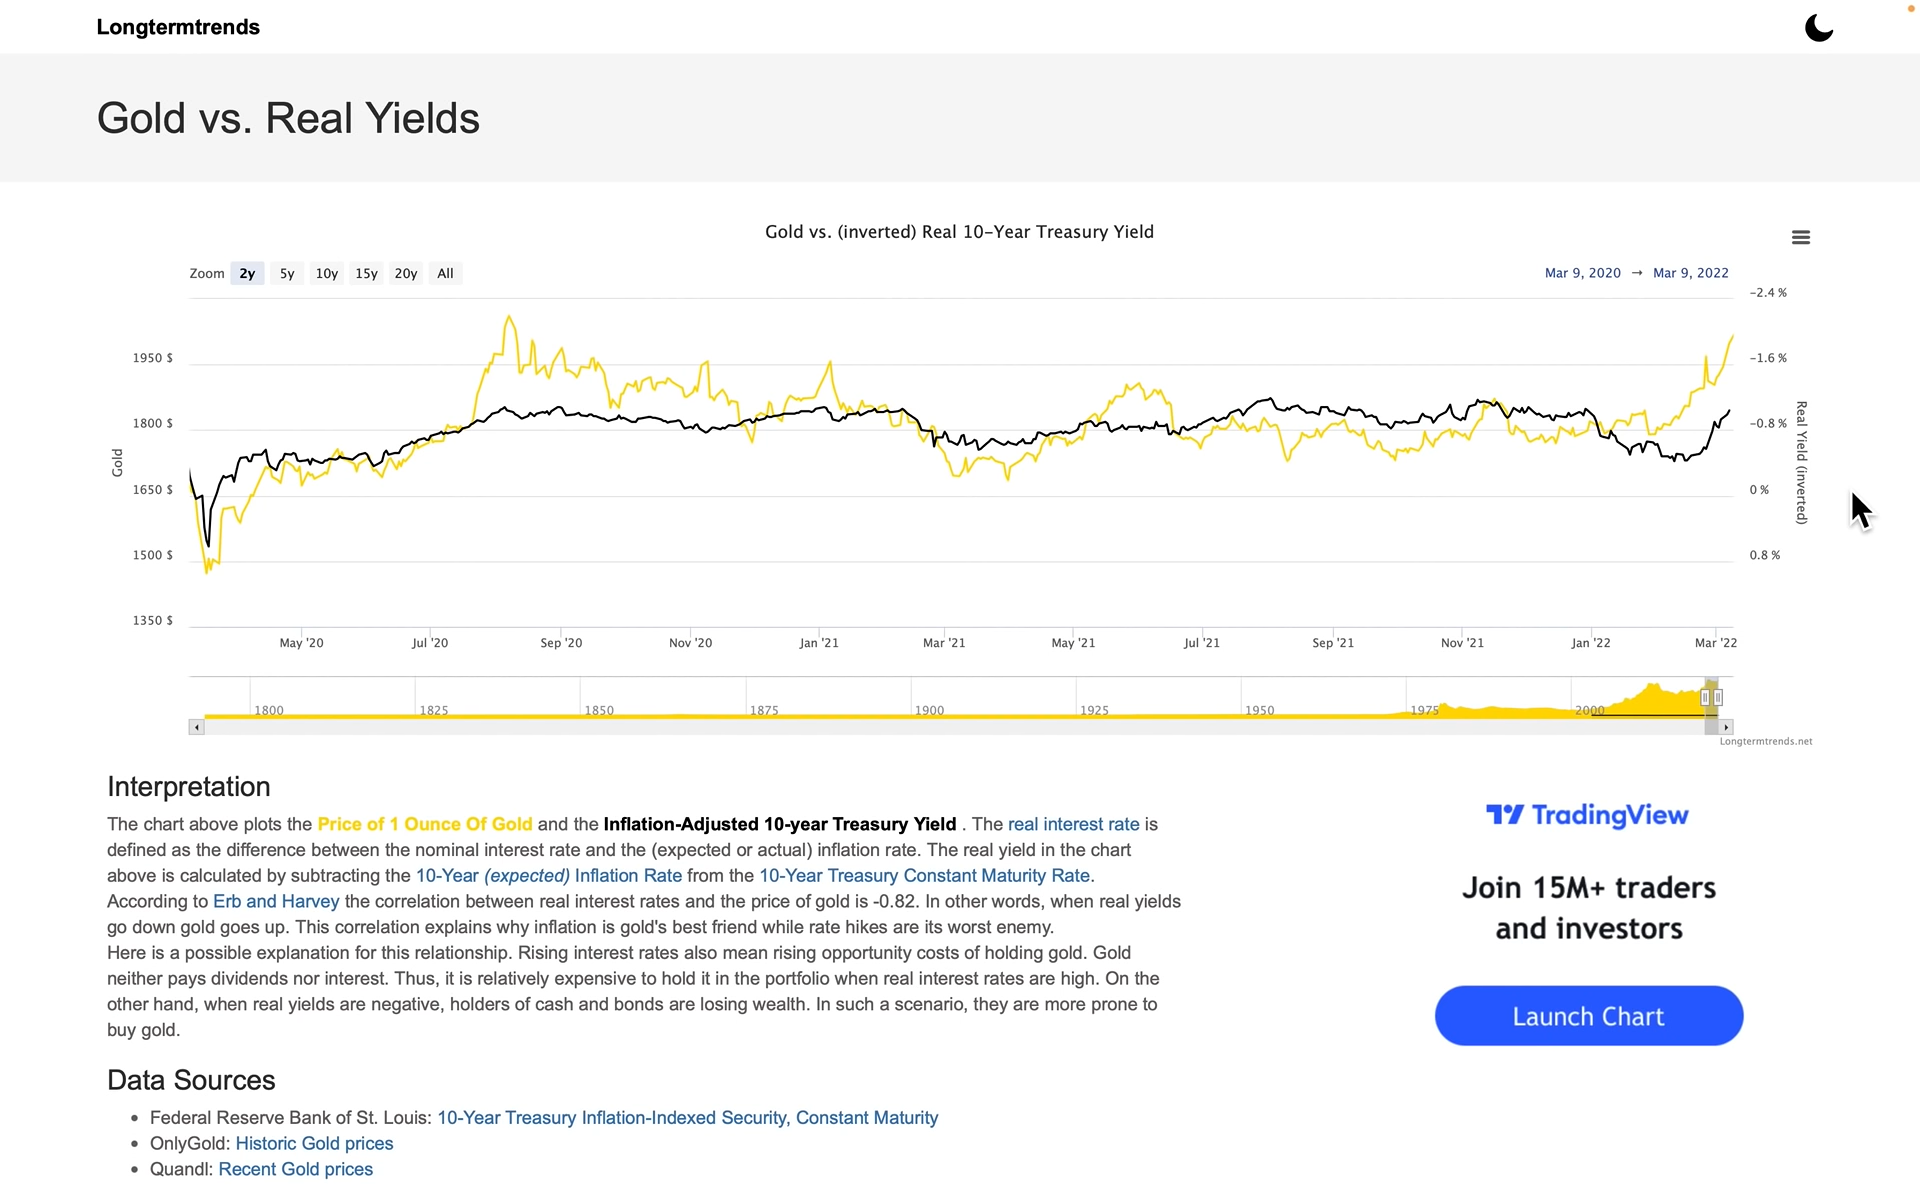 Longtermtrends
Gold vs. Real Yields
Gold vs. (inverted) Real 10-Year Treasury Yield
Zoom 2y 5y 10y 15y 20y All
Mar 9, 2020 → Mar 9, 2022
-2.4 %
1950 $
-1.6 %
1800 $
-0.8 %
1650 $
0 %
1500 $
0.8 %
1350 $
Gold
Real Yield (inverted)
May '20 Jul '20 Sep '20 Nov '20 Jan '21 Mar '21 May '21 Jul '21 Sep '21 Nov '21 Jan '22 Mar '22
1800 1825 1850 1875 1900 1925 1950 1975 2000
Longtermtrends.net
Interpretation
The chart above plots the Price of 1 Ounce Of Gold and the Inflation-Adjusted 10-year Treasury Yield . The real interest rate is
defined as the difference between the nominal interest rate and the (expected or actual) inflation rate. The real yield in the chart
above is calculated by subtracting the 10-Year (expected) Inflation Rate from the 10-Year Treasury Constant Maturity Rate.
According to Erb and Harvey the correlation between real interest rates and the price of gold is -0.82. In other words, when real yields
go down gold goes up. This correlation explains why inflation is gold's best friend while rate hikes are its worst enemy.
Here is a possible explanation for this relationship. Rising interest rates also mean rising opportunity costs of holding gold. Gold
neither pays dividends nor interest. Thus, it is relatively expensive to hold it in the portfolio when real interest rates are high. On the
other hand, when real yields are negative, holders of cash and bonds are losing wealth. In such a scenario, they are more prone to
buy gold.
TradingView
Join 15M+ traders
and investors
Launch Chart
Data Sources
• Federal Reserve Bank of St. Louis: 10-Year Treasury Inflation-Indexed Security, Constant Maturity
• OnlyGold: Historic Gold prices
• Quandl: Recent Gold prices